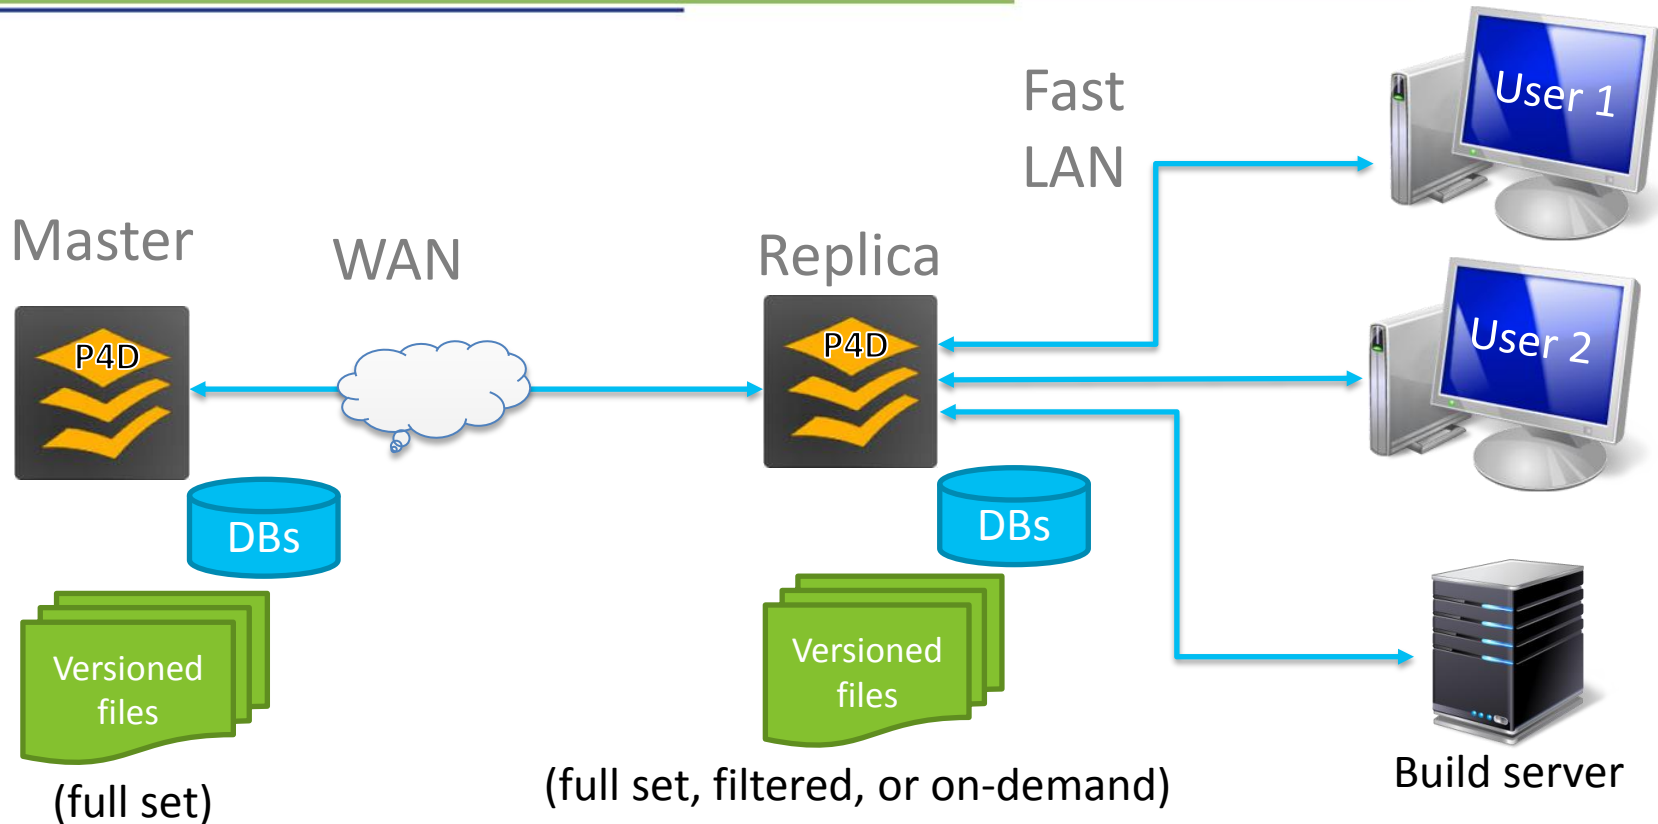 Fast
LAN
User 1
Master
WAN
Replica
P4D
P4D
User 2
DBs
DBs
Versioned
files
Versioned
files
(full set)
(full set, filtered, or on-demand)
Build server